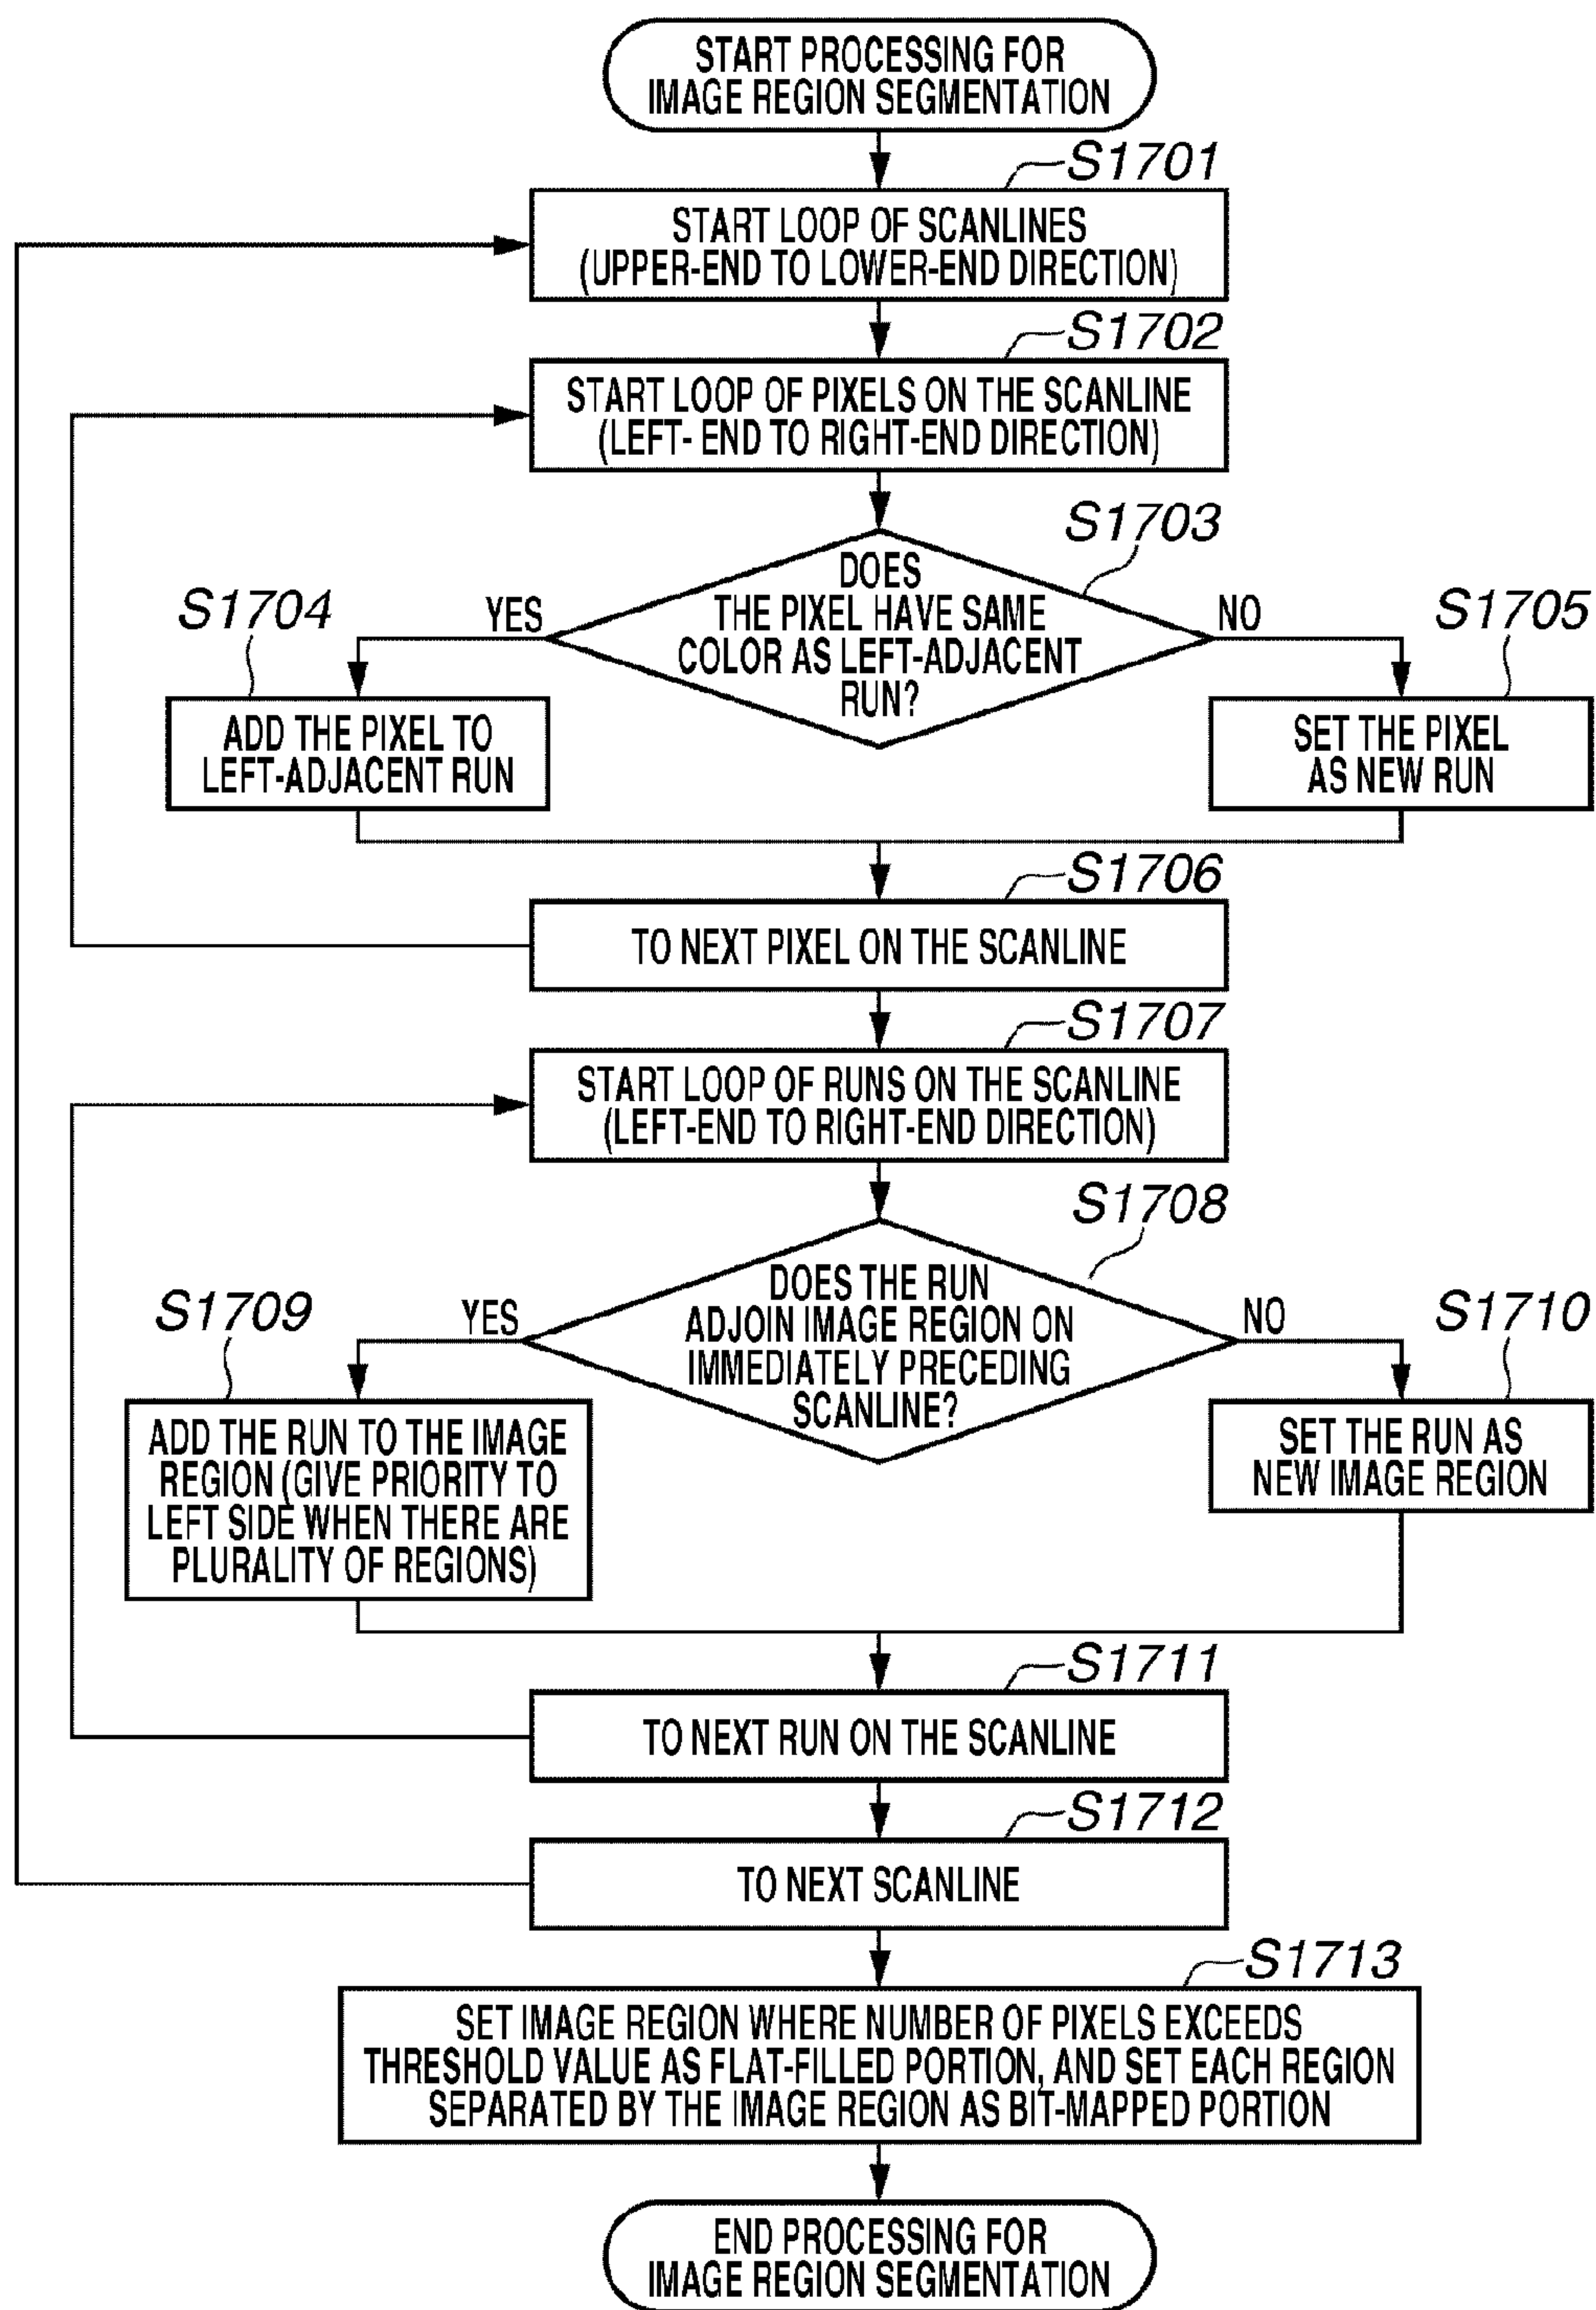 START PROCESSING FOR
IMAGE REGION SEGMENTATION
S1701
START LOOP OF SCANLINES
(UPPER-END TO LOWER-END DIRECTION)
S1702
START LOOP OF PIXELS ON THE SCANLINE
(LEFT- END TO RIGHT-END DIRECTION)
S1703
DOES
THE PIXEL HAVE SAME
COLOR AS LEFT-ADJACENT
RUN?
YES
NO
S1704
ADD THE PIXEL TO
LEFT-ADJACENT RUN
S1705
SET THE PIXEL
AS NEW RUN
S1706
TO NEXT PIXEL ON THE SCANLINE
S1707
START LOOP OF RUNS ON THE SCANLINE
(LEFT-END TO RIGHT-END DIRECTION)
S1708
DOES THE RUN
ADJOIN IMAGE REGION ON
IMMEDIATELY PRECEDING
SCANLINE?
YES
NO
S1709
ADD THE RUN TO THE IMAGE
REGION (GIVE PRIORITY TO
LEFT SIDE WHEN THERE ARE
PLURALITY OF REGIONS)
S1710
SET THE RUN AS
NEW IMAGE REGION
S1711
TO NEXT RUN ON THE SCANLINE
S1712
TO NEXT SCANLINE
S1713
SET IMAGE REGION WHERE NUMBER OF PIXELS EXCEEDS
THRESHOLD VALUE AS FLAT-FILLED PORTION, AND SET EACH REGION
SEPARATED BY THE IMAGE REGION AS BIT-MAPPED PORTION
END PROCESSING FOR
IMAGE REGION SEGMENTATION